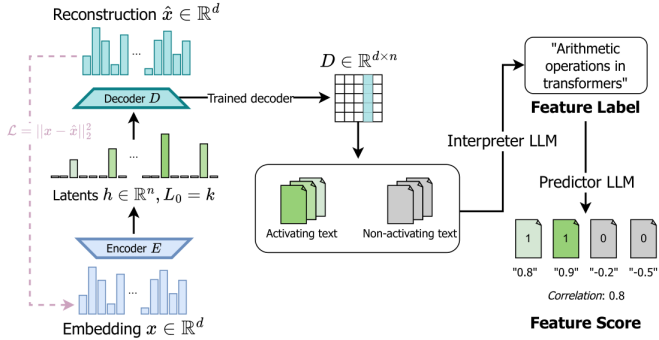 Reconstruction x̂ ∈ ℝ^d
...
Decoder D
Trained decoder
ℒ = ||x − x̂||₂²
...
Latents h ∈ ℝ^n, L₀ = k
Encoder E
...
Embedding x ∈ ℝ^d
D ∈ ℝ^{d×n}
Activating text
Non-activating text
Interpreter LLM
"Arithmetic
operations in
transformers"
Feature Label
Predictor LLM
1 1 0 0
"0.8" "0.9" "-0.2" "-0.5"
Correlation: 0.8
Feature Score